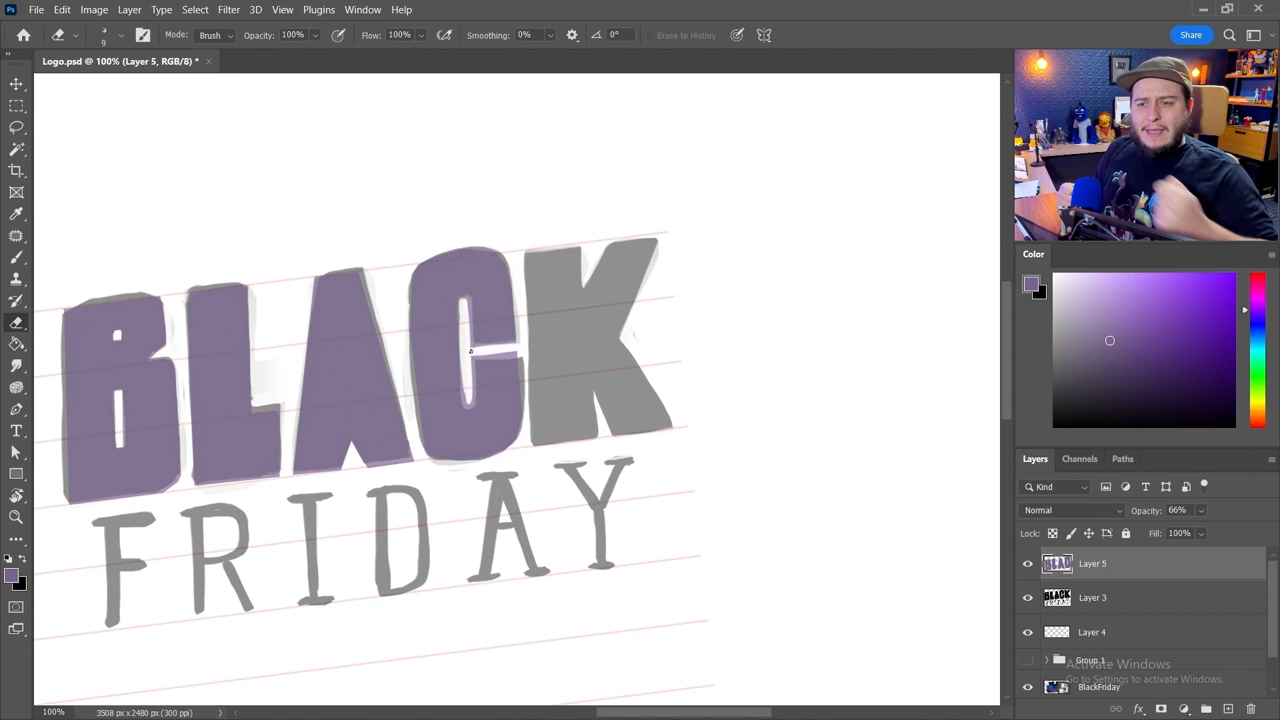 File Edit Image Layer Type Select Filter 3D View Plugins Window Help
9 Mode: Brush Opacity: 100% Flow: 100% Smoothing: 0% 0° Erase to History Share
Logo.psd @ 100% (Layer 5, RGB/8) *
BLACK
FRIDAY
Color
Layers Channels Paths
Kind
Normal Opacity: 66%
Lock: Fill: 100%
Layer 5
Layer 3
Layer 4
Group 1
Activate Windows
Go to Settings to activate Windows.
BlackFriday
100% 3508 px x 2480 px (300 ppi)